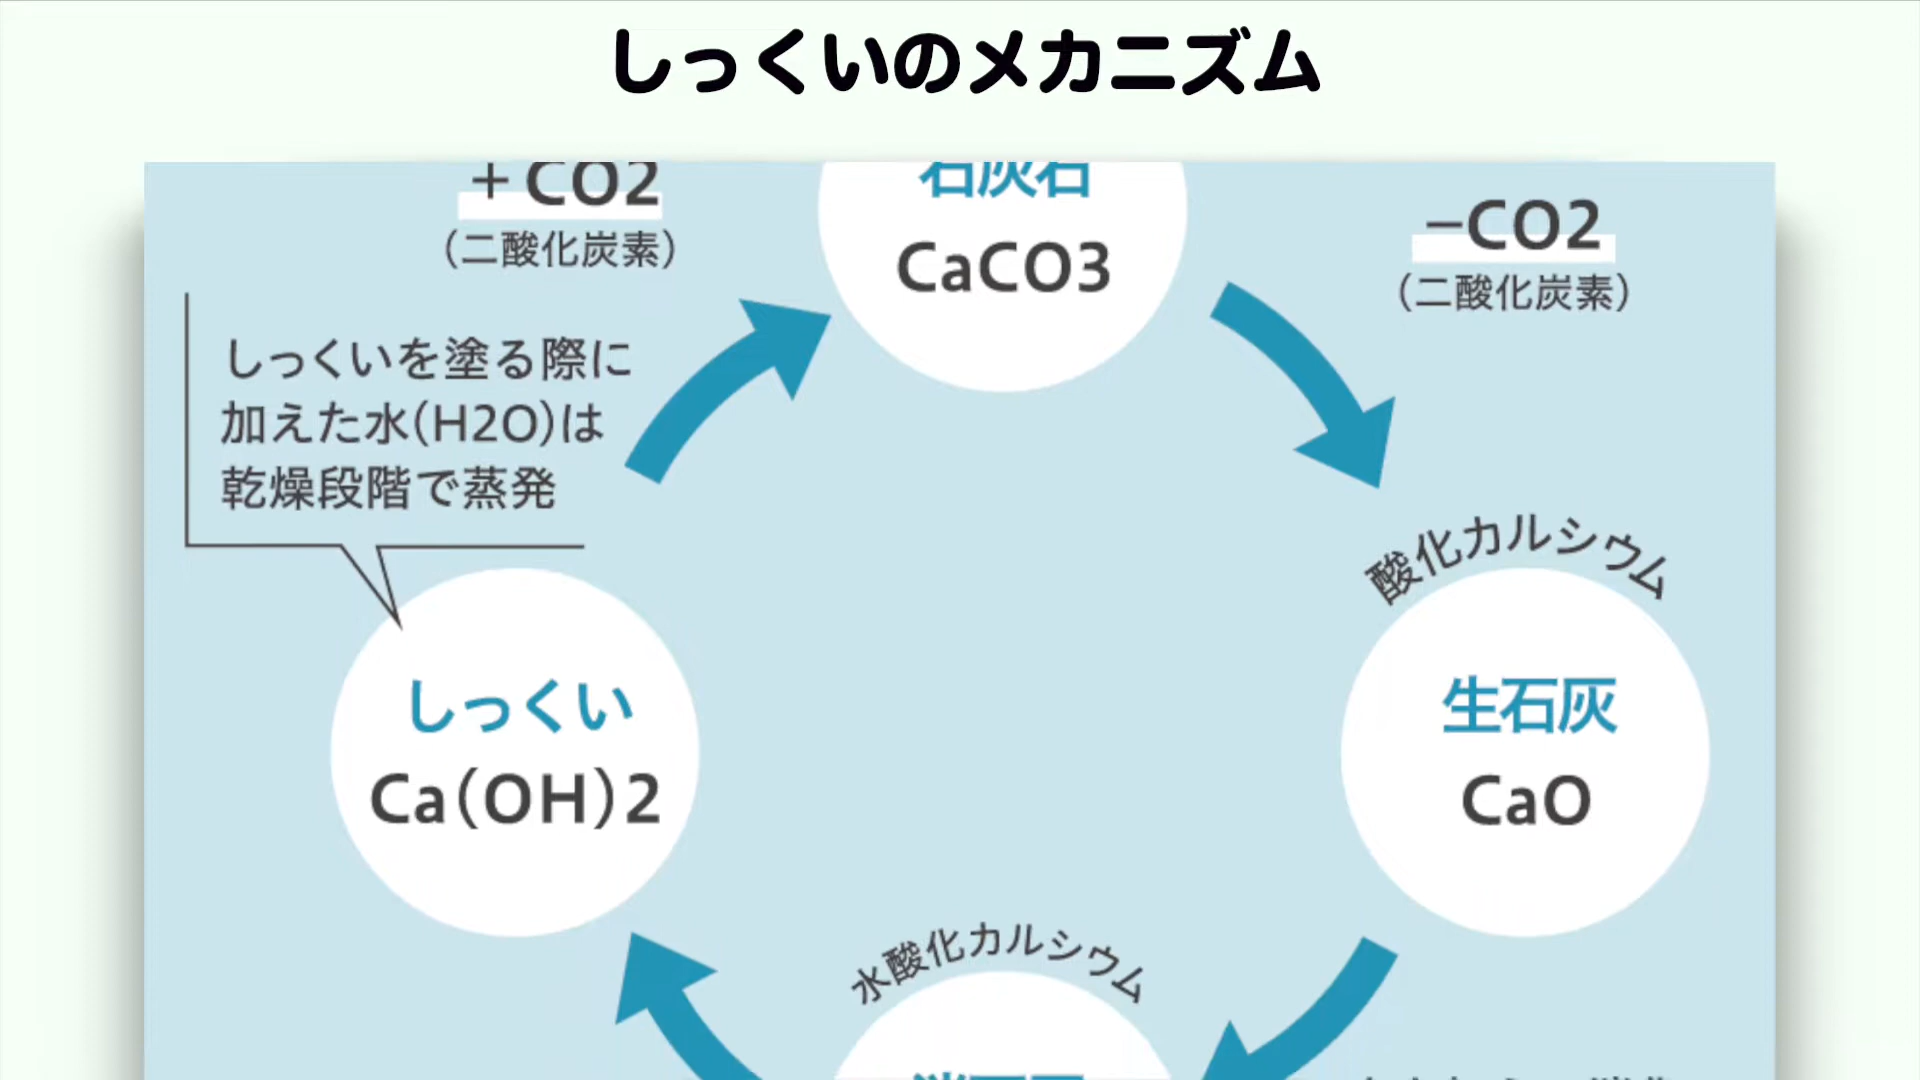 しっくいのメカニズム
+CO2
(二酸化炭素)
石灰石
CaCO3
−CO2
(二酸化炭素)
しっくいを塗る際に
加えた水(H2O)は
乾燥段階で蒸発
酸化カルシウム
しっくい
Ca(OH)2
生石灰
CaO
水酸化カルシウム